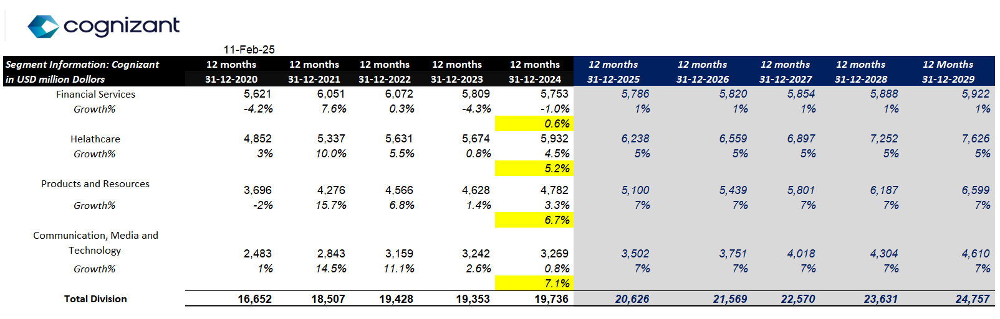 cognizant
11-Feb-25
Segment Information: Cognizant 12 months 12 months 12 months 12 months 12 months 12 months 12 months 12 months 12 months 12 Months
in USD million Dollors 31-12-2020 31-12-2021 31-12-2022 31-12-2023 31-12-2024 31-12-2025 31-12-2026 31-12-2027 31-12-2028 31-12-2029
Financial Services 5,621 6,051 6,072 5,809 5,753 5,786 5,820 5,854 5,888 5,922
Growth% -4.2% 7.6% 0.3% -4.3% -1.0% 1% 1% 1% 1% 1%
0.6%
Helathcare 4,852 5,337 5,631 5,674 5,932 6,238 6,559 6,897 7,252 7,626
Growth% 3% 10.0% 5.5% 0.8% 4.5% 5% 5% 5% 5% 5%
5.2%
Products and Resources 3,696 4,276 4,566 4,628 4,782 5,100 5,439 5,801 6,187 6,599
Growth% -2% 15.7% 6.8% 1.4% 3.3% 7% 7% 7% 7% 7%
6.7%
Communication, Media and
Technology 2,483 2,843 3,159 3,242 3,269 3,502 3,751 4,018 4,304 4,610
Growth% 1% 14.5% 11.1% 2.6% 0.8% 7% 7% 7% 7% 7%
7.1%
Total Division 16,652 18,507 19,428 19,353 19,736 20,626 21,569 22,570 23,631 24,757